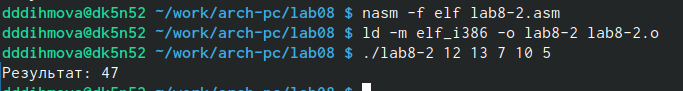 dddihmova@dk5n52 ~/work/arch-pc/lab08 $ nasm -f elf lab8-2.asm
dddihmova@dk5n52 ~/work/arch-pc/lab08 $ ld -m elf_i386 -o lab8-2 lab8-2.o
dddihmova@dk5n52 ~/work/arch-pc/lab08 $ ./lab8-2 12 13 7 10 5
Результат: 47
dddihmova@dk5n52 ~/work/arch-pc/lab08 $